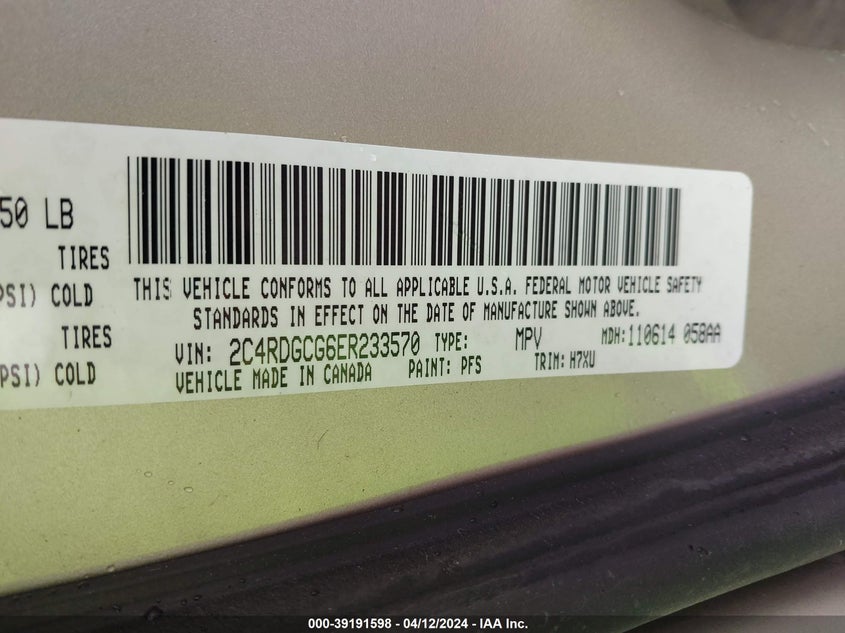 50 LB
TIRES
PSI) COLD
TIRES
PSI) COLD
THIS VEHICLE CONFORMS TO ALL APPLICABLE U.S.A. FEDERAL MOTOR VEHICLE SAFETY
STANDARDS IN EFFECT ON THE DATE OF MANUFACTURE SHOWN ABOVE.
VIN: 2C4RDGCG6ER233570 TYPE: MPV MDH: 110614 058AA
VEHICLE MADE IN CANADA PAINT: PFS TRIM: H7XU
000-39191598 - 04/12/2024 - IAA Inc.